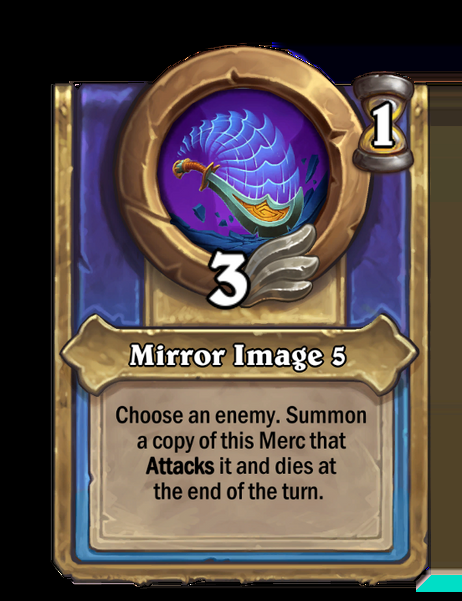 1
3
Mirror Image 5
Choose an enemy. Summon
a copy of this Merc that
Attacks it and dies at
the end of the turn.